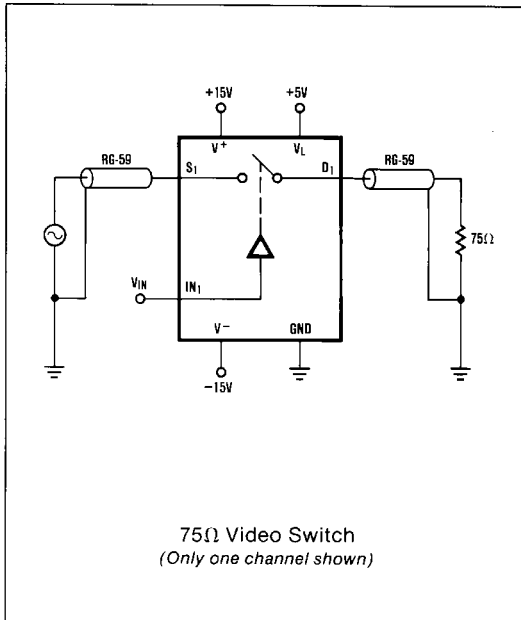 +15V
+5V
V+
VL
RG-59
S1
D1
RG-59
75Ω
VIN
IN1
V−
GND
−15V
75Ω Video Switch
(Only one channel shown)